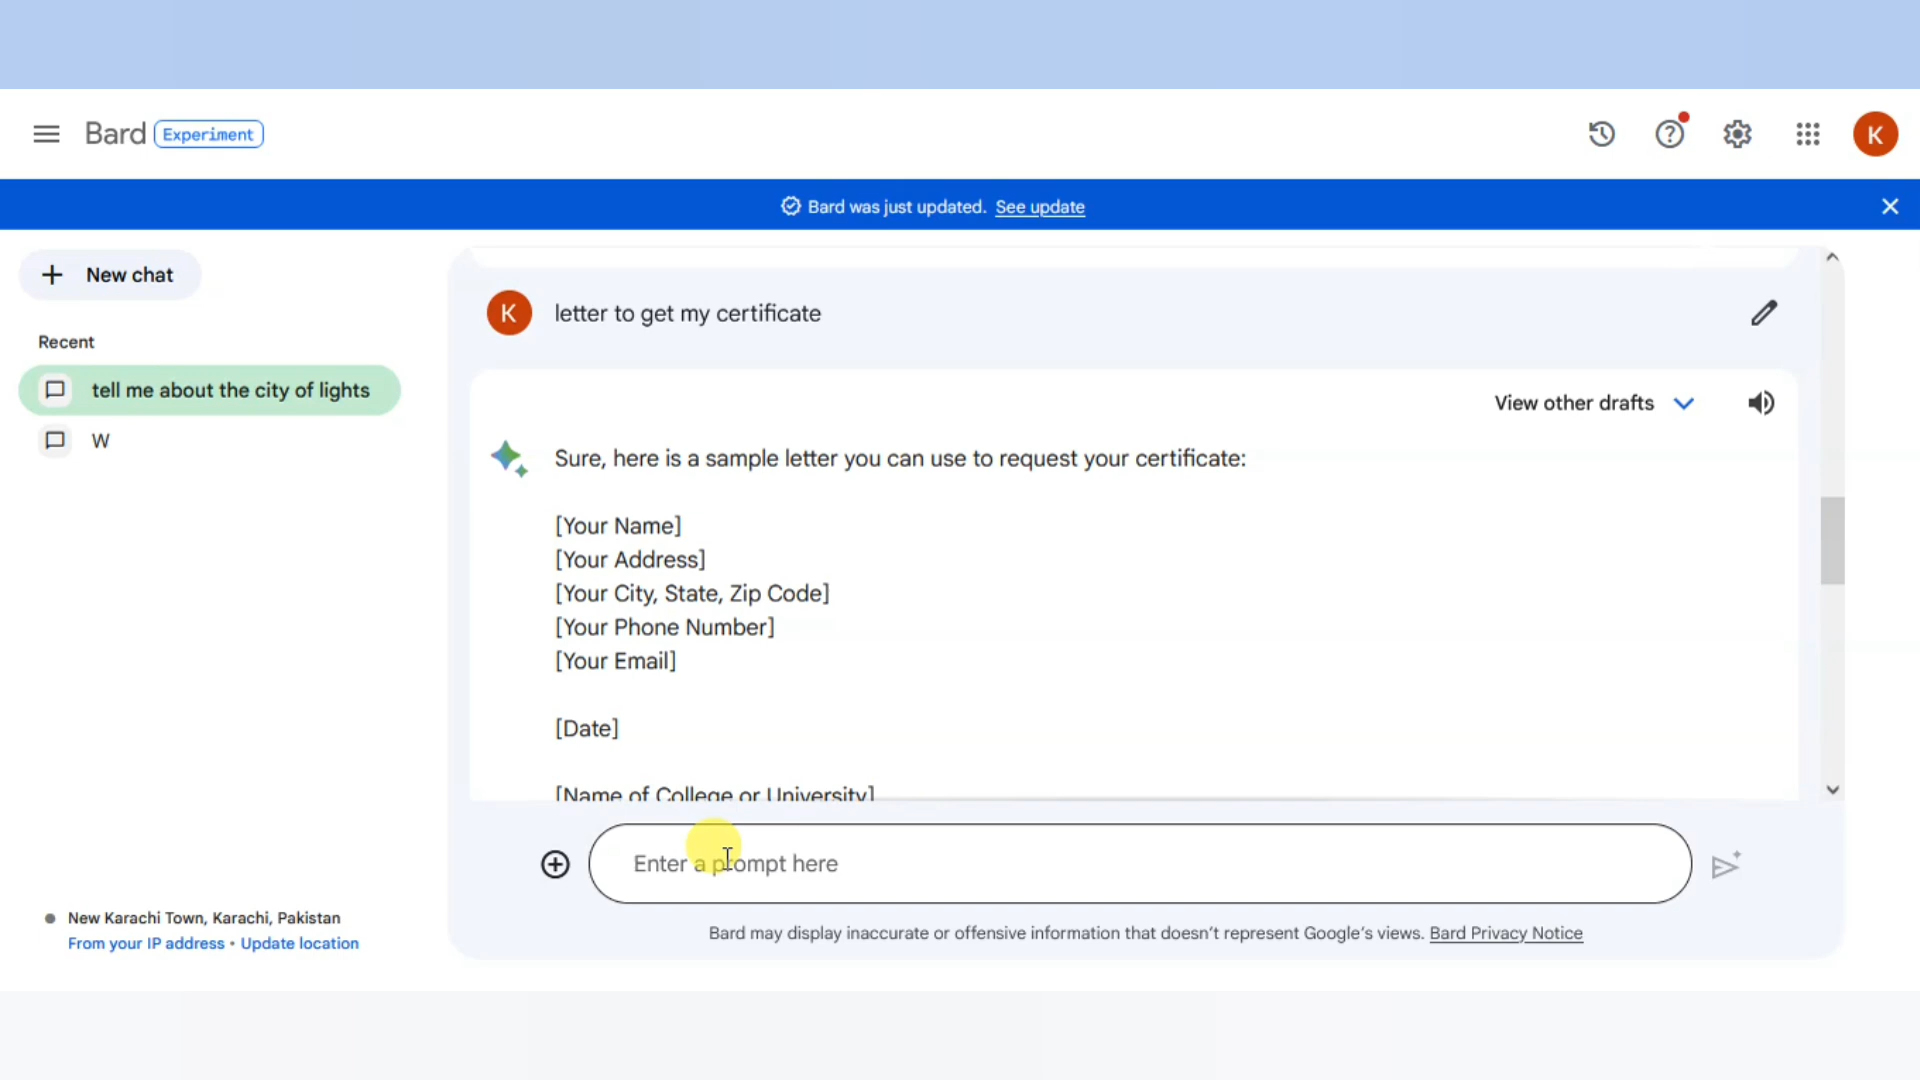 Bard Experiment
K
Bard was just updated. See update
New chat
Recent
tell me about the city of lights
W
K letter to get my certificate
View other drafts
Sure, here is a sample letter you can use to request your certificate:
[Your Name]
[Your Address]
[Your City, State, Zip Code]
[Your Phone Number]
[Your Email]
[Date]
[Name of College or University]
Enter a prompt here
Bard may display inaccurate or offensive information that doesn't represent Google's views. Bard Privacy Notice
New Karachi Town, Karachi, Pakistan
From your IP address • Update location